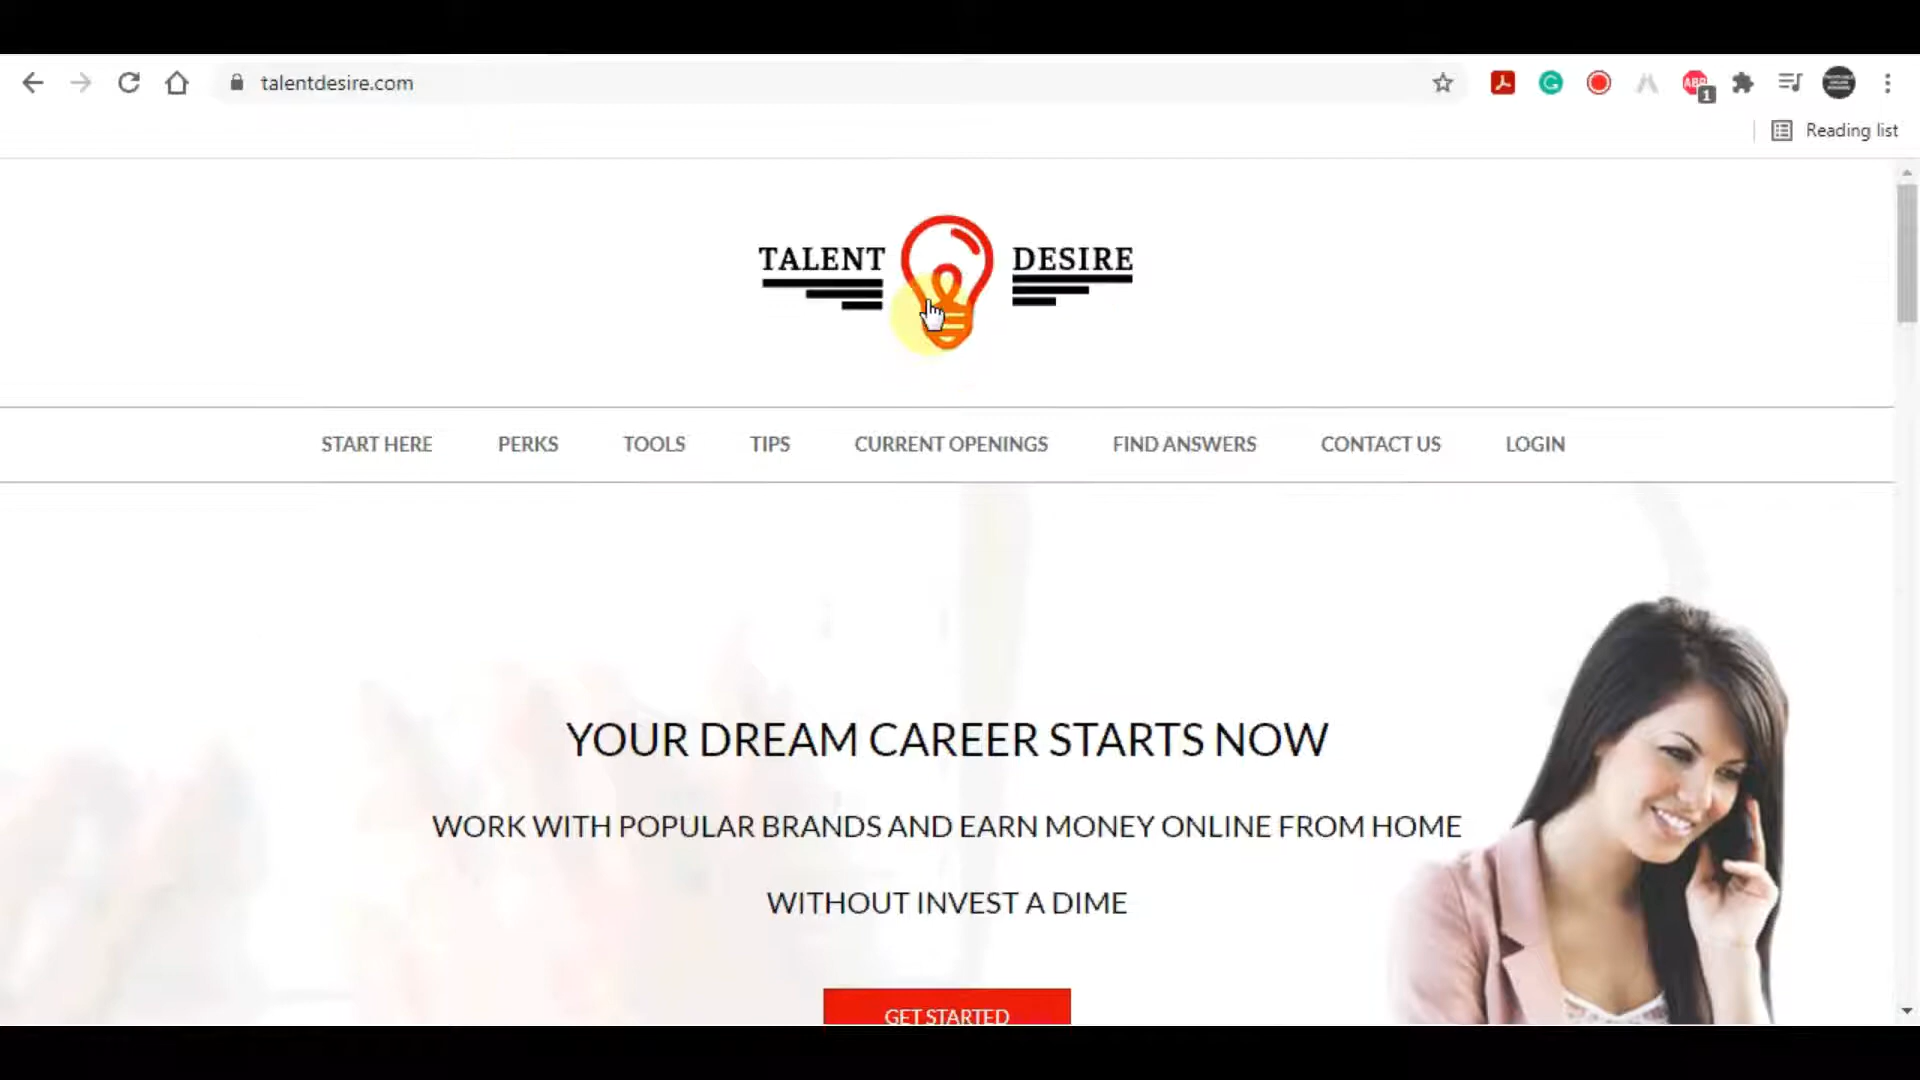 talentdesire.com
ABP
1
Reading list
TALENT DESIRE
START HERE PERKS TOOLS TIPS CURRENT OPENINGS FIND ANSWERS CONTACT US LOGIN
YOUR DREAM CAREER STARTS NOW
WORK WITH POPULAR BRANDS AND EARN MONEY ONLINE FROM HOME
WITHOUT INVEST A DIME
GET STARTED